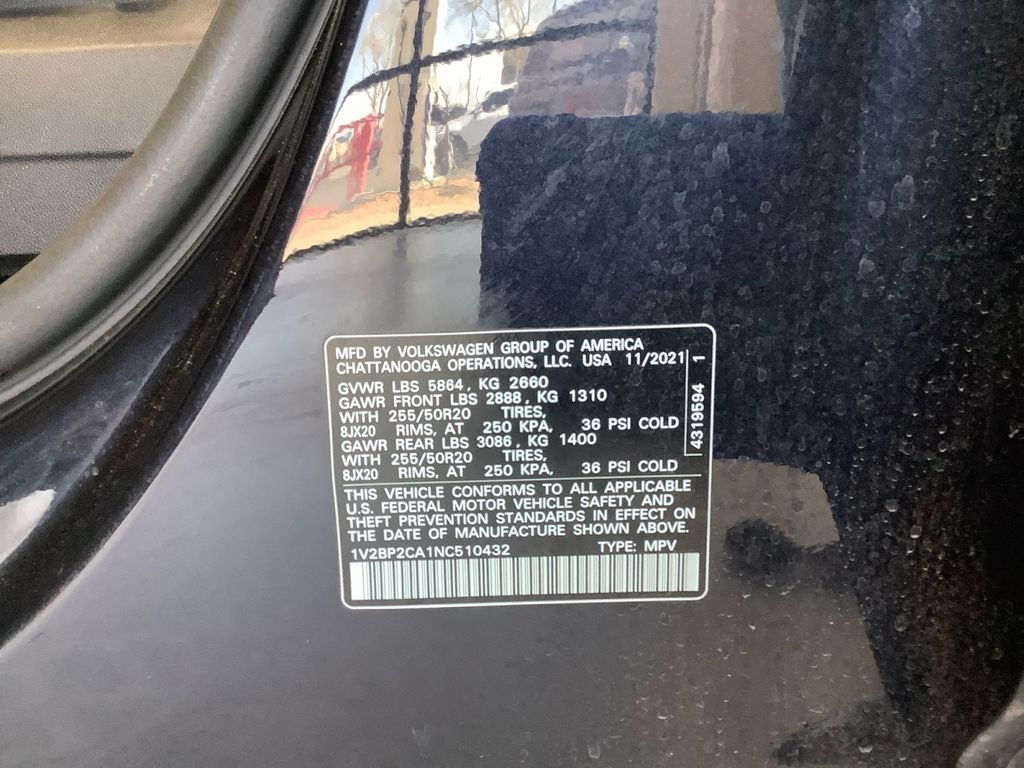 MFD BY VOLKSWAGEN GROUP OF AMERICA
CHATTANOOGA OPERATIONS, LLC. USA 11/2021
GVWR LBS 5864, KG 2660
GAWR FRONT LBS 2888, KG 1310
WITH 255/50R20 TIRES,
8JX20 RIMS, AT 250 KPA, 36 PSI COLD
GAWR REAR LBS 3086, KG 1400
WITH 255/50R20 TIRES,
8JX20 RIMS, AT 250 KPA, 36 PSI COLD
4319594 1
THIS VEHICLE CONFORMS TO ALL APPLICABLE
U.S. FEDERAL MOTOR VEHICLE SAFETY AND
THEFT PREVENTION STANDARDS IN EFFECT ON
THE DATE OF MANUFACTURE SHOWN ABOVE.
1V2BP2CA1NC510432 TYPE: MPV